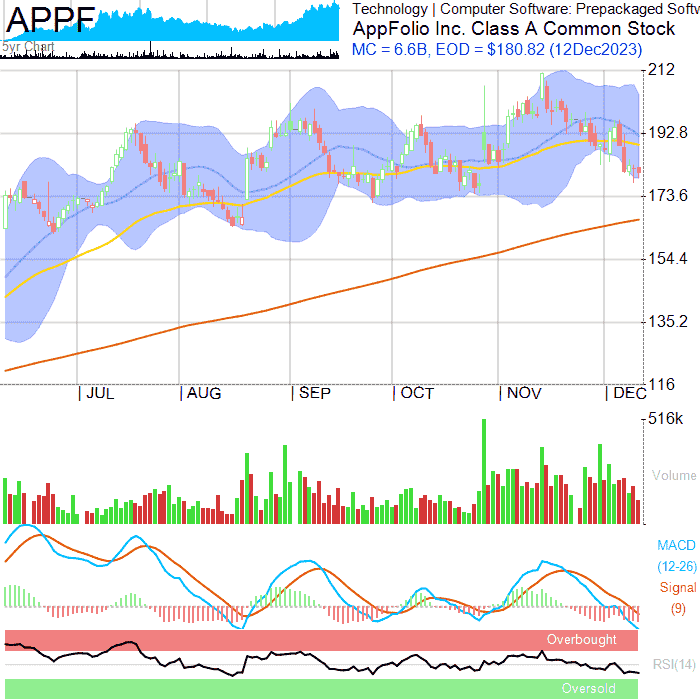 APPF
5yr Chart
Technology | Computer Software: Prepackaged Softw
AppFolio Inc. Class A Common Stock
MC = 6.6B, EOD = $180.82 (12Dec2023)
212
192.8
173.6
154.4
135.2
116
| JUL | AUG | SEP | OCT | NOV | DEC
516k
Volume
MACD
(12-26)
Signal
(9)
Overbought
RSI(14)
Oversold